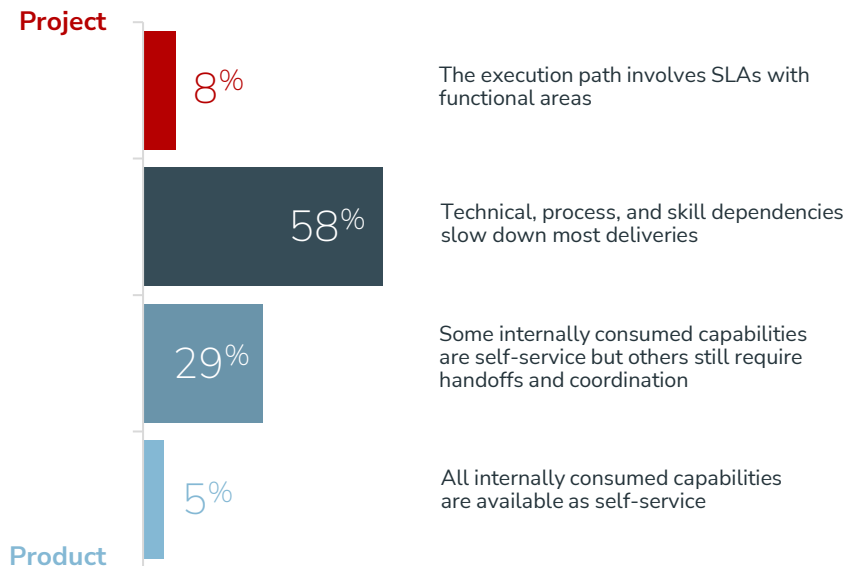 Project
8%
The execution path involves SLAs with
functional areas
58%
Technical, process, and skill dependencies
slow down most deliveries
29%
Some internally consumed capabilities
are self-service but others still require
handoffs and coordination
5%
All internally consumed capabilities
are available as self-service
Product